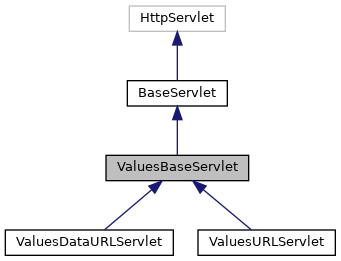 HttpServlet
BaseServlet
ValuesBaseServlet
ValuesDataURLServlet
ValuesURLServlet